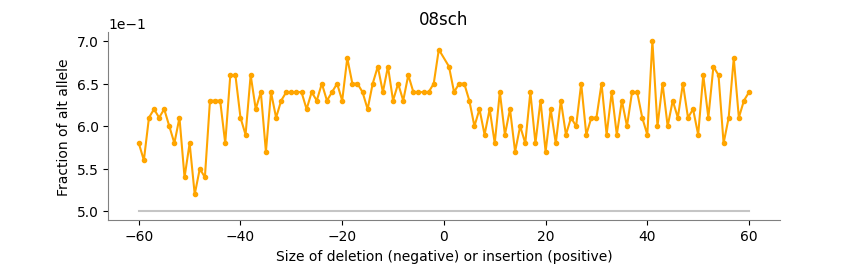 08sch
1e−1
7.0
6.5
6.0
5.5
5.0
Fraction of alt allele
−60 −40 −20 0 20 40 60
Size of deletion (negative) or insertion (positive)